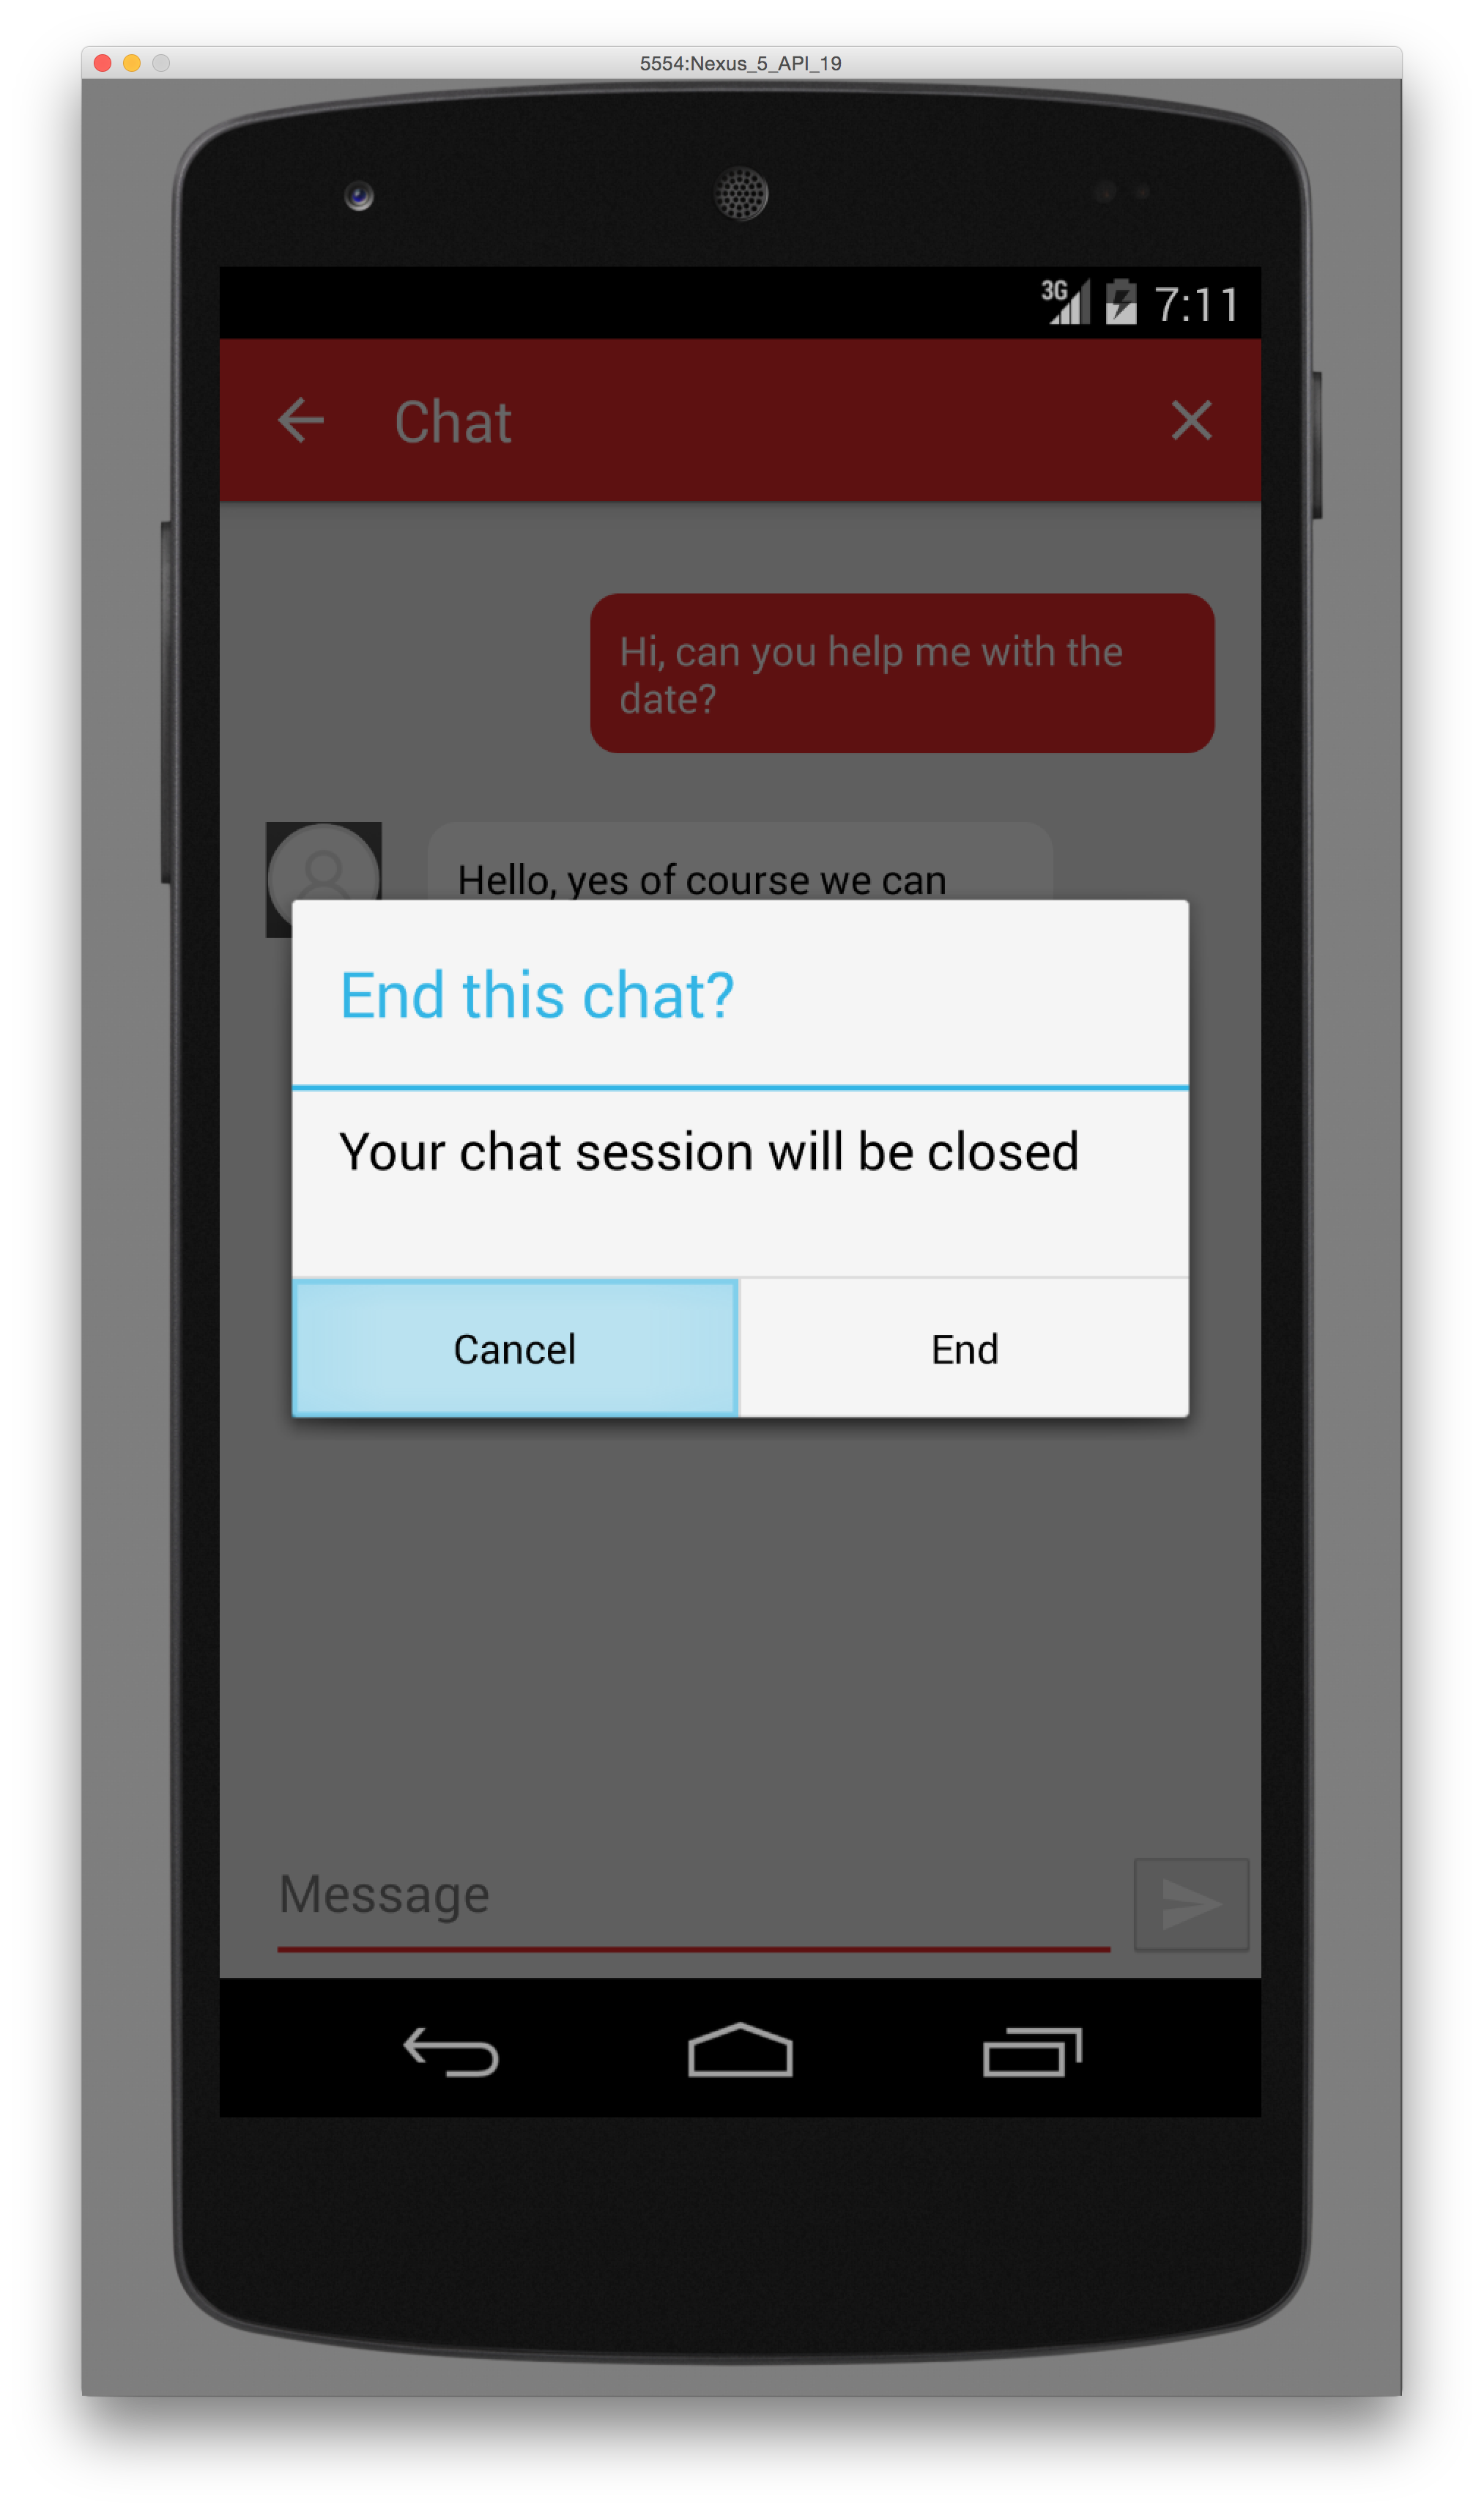 5554:Nexus_5_API_19
3G 7:11
Chat
Hi, can you help me with the
date?
Hello, yes of course we can
End this chat?
Your chat session will be closed
Cancel End
Message